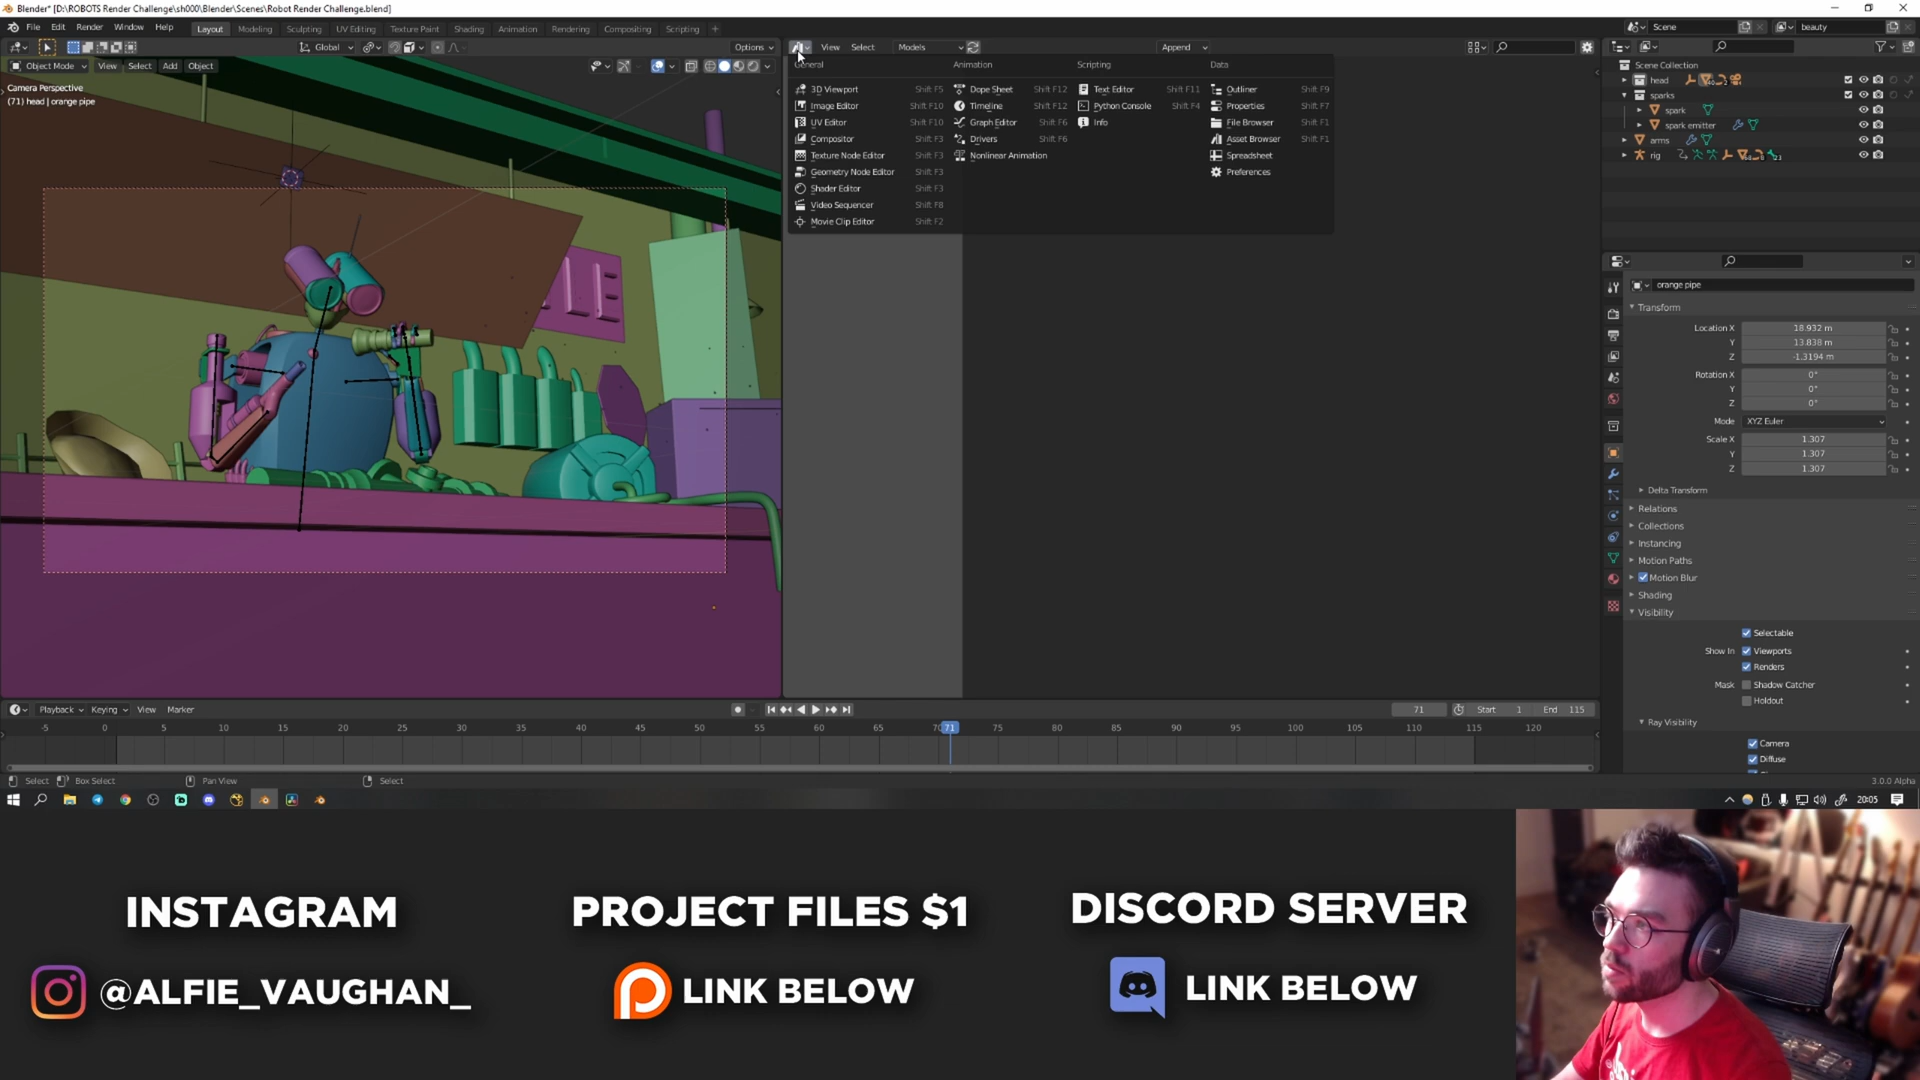 Blender* [D:\ROBOTS Render Challenge\sh000\Blender\Scenes\Robot Render Challenge.blend]
File Edit Render Window Help
Layout Modeling Sculpting UV Editing Texture Paint Shading Animation Rendering Compositing Scripting +
Scene
beauty
Global
Options
View Select Models
Append
Object Mode View Select Add Object
Camera Perspective
(71) head | orange pipe
General
3D Viewport Shift F5
Image Editor Shift F10
UV Editor Shift F10
Compositor Shift F3
Texture Node Editor Shift F3
Geometry Node Editor Shift F3
Shader Editor Shift F3
Video Sequencer Shift F8
Movie Clip Editor Shift F2
Animation
Dope Sheet Shift F12
Timeline Shift F12
Graph Editor Shift F6
Drivers Shift F6
Nonlinear Animation
Scripting
Text Editor Shift F11
Python Console Shift F4
Info
Data
Outliner Shift F9
Properties Shift F7
File Browser Shift F1
Asset Browser Shift F1
Spreadsheet
Preferences
Scene Collection
head
sparks
spark
spark emitter
arms
rig
orange pipe
Transform
Location X 18.932 m
Y 13.838 m
Z -1.3194 m
Rotation X 0°
Y 0°
Z 0°
Mode XYZ Euler
Scale X 1.307
Y 1.307
Z 1.307
Delta Transform
Relations
Collections
Instancing
Motion Paths
Motion Blur
Shading
Visibility
Selectable
Show In Viewports
Renders
Mask Shadow Catcher
Holdout
Ray Visibility
Camera
Diffuse
Playback Keying View Marker
71 Start 1 End 115
-5 0 5 10 15 20 25 30 35 40 45 50 55 60 65 71 75 80 85 90 95 100 105 110 115 120
Select Box Select Pan View Select
3.0.0 Alpha
20:05
INSTAGRAM
@ALFIE_VAUGHAN_
PROJECT FILES $1
LINK BELOW
DISCORD SERVER
LINK BELOW